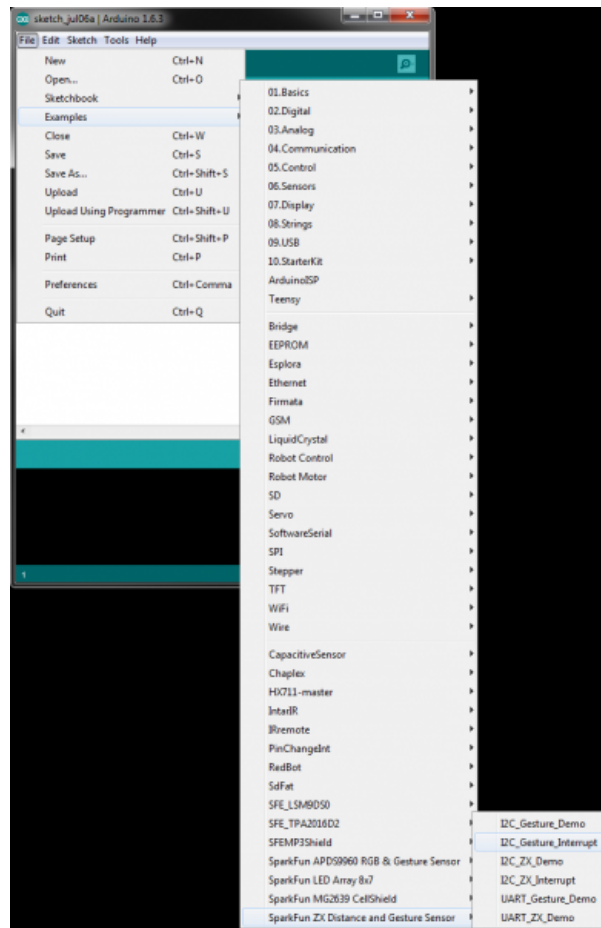 sketch_jul06a | Arduino 1.6.3
File Edit Sketch Tools Help
New Ctrl+N
Open... Ctrl+O
Sketchbook
Examples
Close Ctrl+W
Save Ctrl+S
Save As... Ctrl+Shift+S
Upload Ctrl+U
Upload Using Programmer Ctrl+Shift+U
Page Setup Ctrl+Shift+P
Print Ctrl+P
Preferences Ctrl+Comma
Quit Ctrl+Q
1
01.Basics
02.Digital
03.Analog
04.Communication
05.Control
06.Sensors
07.Display
08.Strings
09.USB
10.StarterKit
ArduinoISP
Teensy
Bridge
EEPROM
Esplora
Ethernet
Firmata
GSM
LiquidCrystal
Robot Control
Robot Motor
SD
Servo
SoftwareSerial
SPI
Stepper
TFT
WiFi
Wire
CapacitiveSensor
Chaplex
HX711-master
IntarIR
IRremote
PinChangeInt
RedBot
SdFat
SFE_LSM9DS0
SFE_TPA2016D2
SFEMP3Shield
SparkFun APDS9960 RGB & Gesture Sensor
SparkFun LED Array 8x7
SparkFun MG2639 CellShield
SparkFun ZX Distance and Gesture Sensor
I2C_Gesture_Demo
I2C_Gesture_Interrupt
I2C_ZX_Demo
I2C_ZX_Interrupt
UART_Gesture_Demo
UART_ZX_Demo